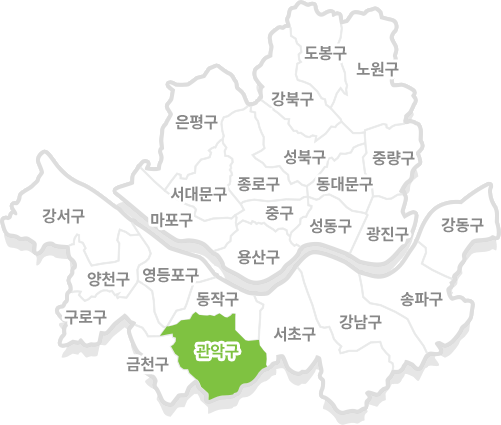 도봉구
노원구
강북구
은평구
성북구
중랑구
종로구
동대문구
서대문구
중구
마포구
강서구
성동구
강동구
광진구
용산구
영등포구
양천구
동작구
송파구
구로구
강남구
서초구
관악구
금천구